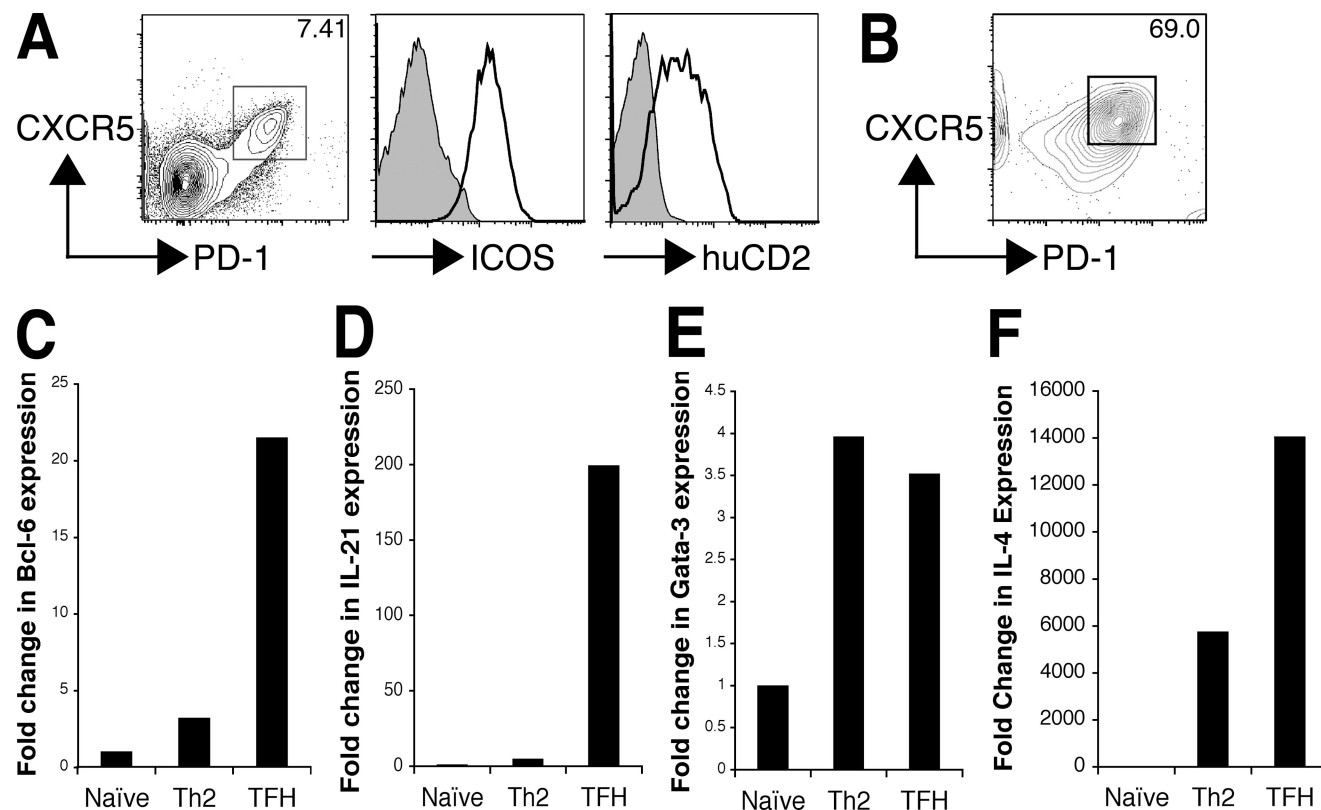 A
7.41
CXCR5
PD-1
ICOS
huCD2
B
69.0
CXCR5
PD-1
C
Fold change in Bcl-6 expression
25
20
15
10
5
0
Naïve Th2 TFH
D
Fold change in IL-21 expression
250
200
150
100
50
0
Naïve Th2 TFH
E
Fold change in Gata-3 expression
4.5
4
3.5
3
2.5
2
1.5
1
0.5
0
Naïve Th2 TFH
F
Fold Change in IL-4 Expression
16000
14000
12000
10000
8000
6000
4000
2000
0
Naïve Th2 TFH